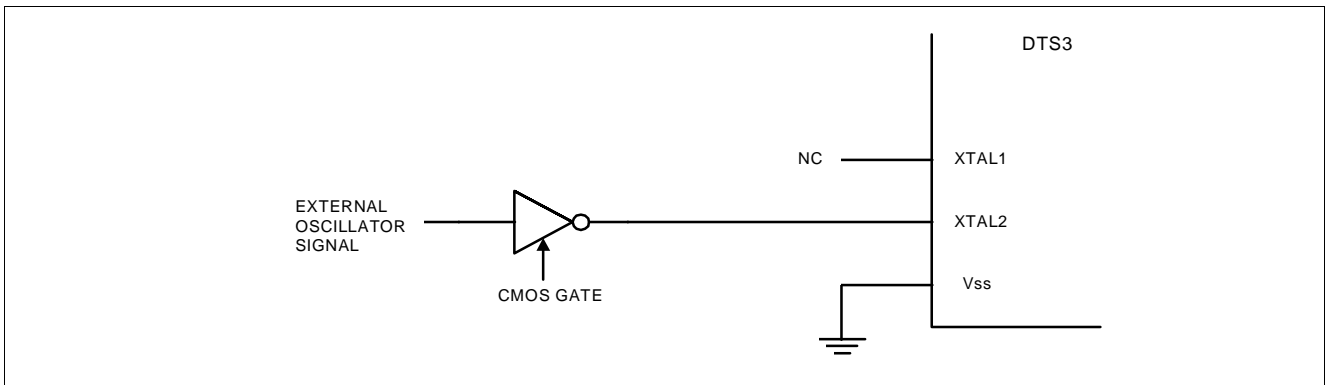 DTS3
NC
XTAL1
EXTERNAL
OSCILLATOR
SIGNAL
XTAL2
CMOS GATE
Vss